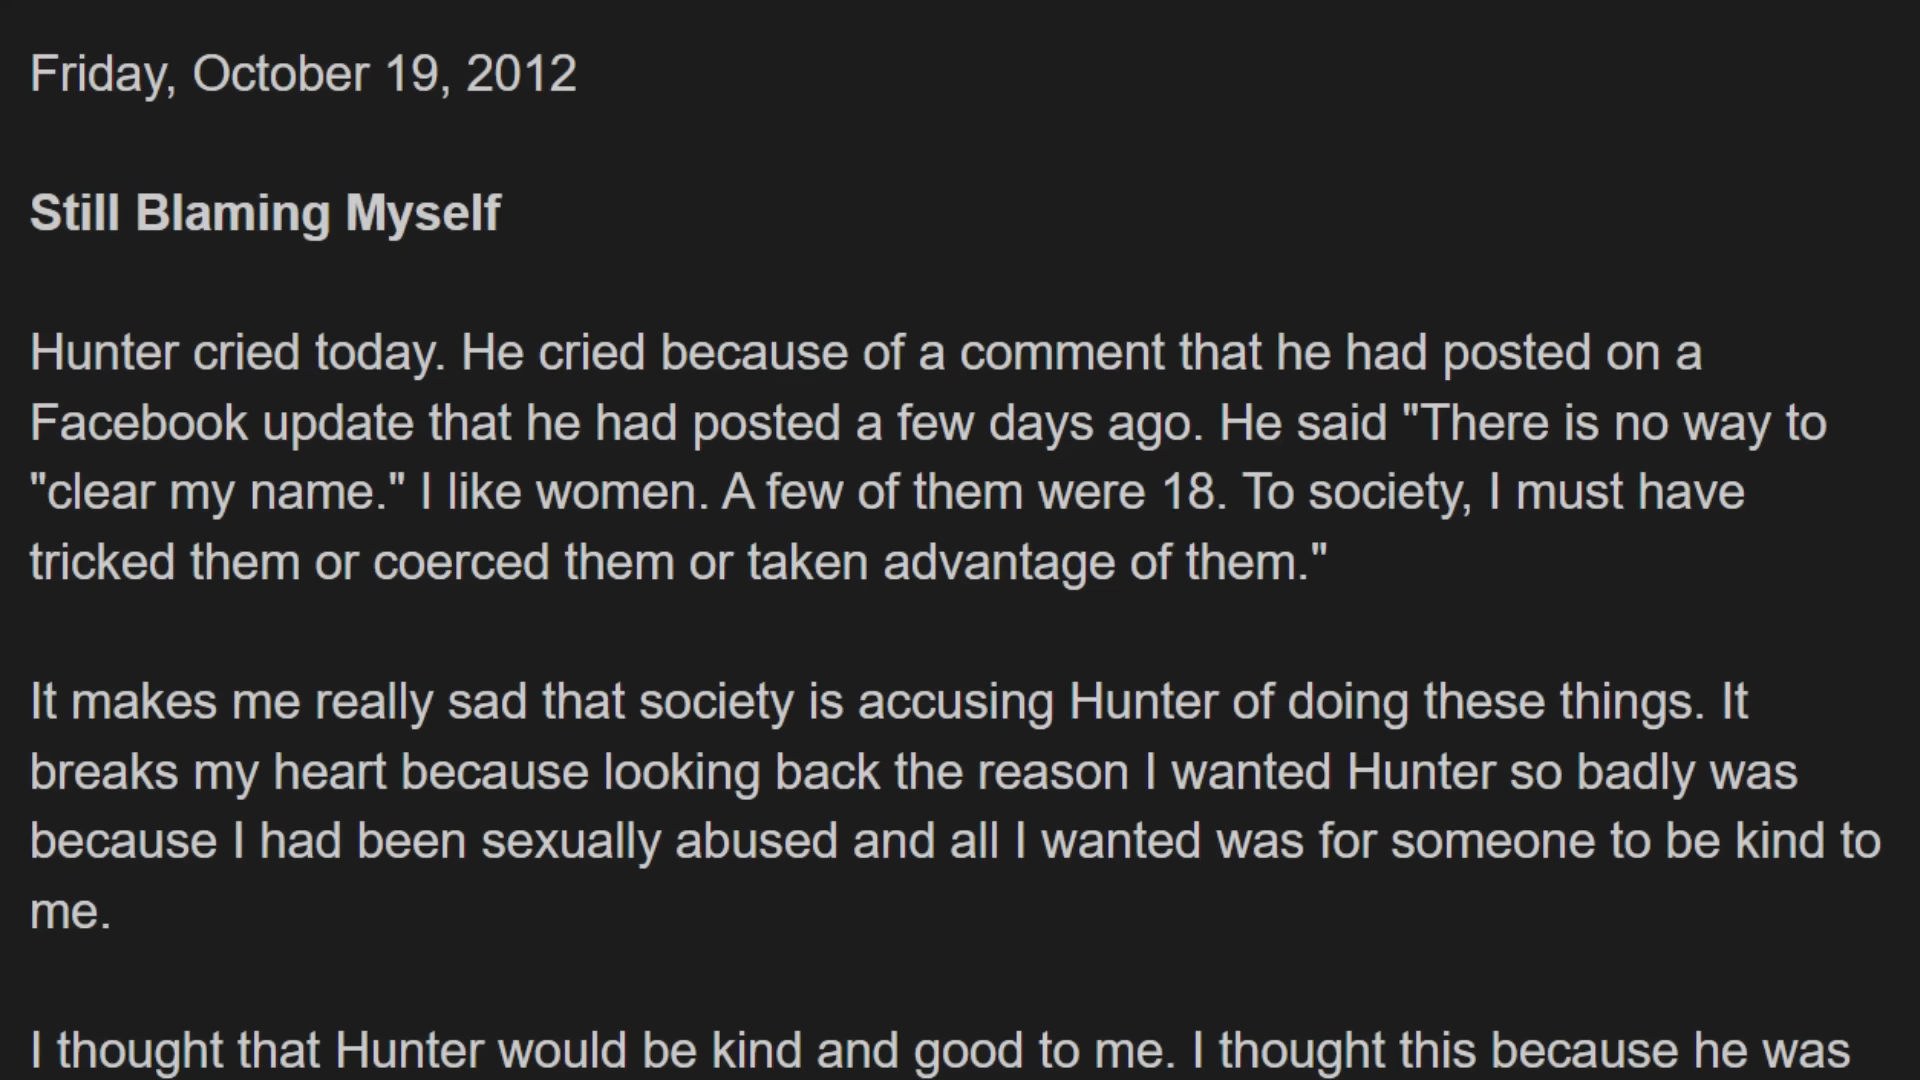 Friday, October 19, 2012
Still Blaming Myself
Hunter cried today. He cried because of a comment that he had posted on a
Facebook update that he had posted a few days ago. He said "There is no way to
"clear my name." I like women. A few of them were 18. To society, I must have
tricked them or coerced them or taken advantage of them."
It makes me really sad that society is accusing Hunter of doing these things. It
breaks my heart because looking back the reason I wanted Hunter so badly was
because I had been sexually abused and all I wanted was for someone to be kind to
me.
I thought that Hunter would be kind and good to me. I thought this because he was